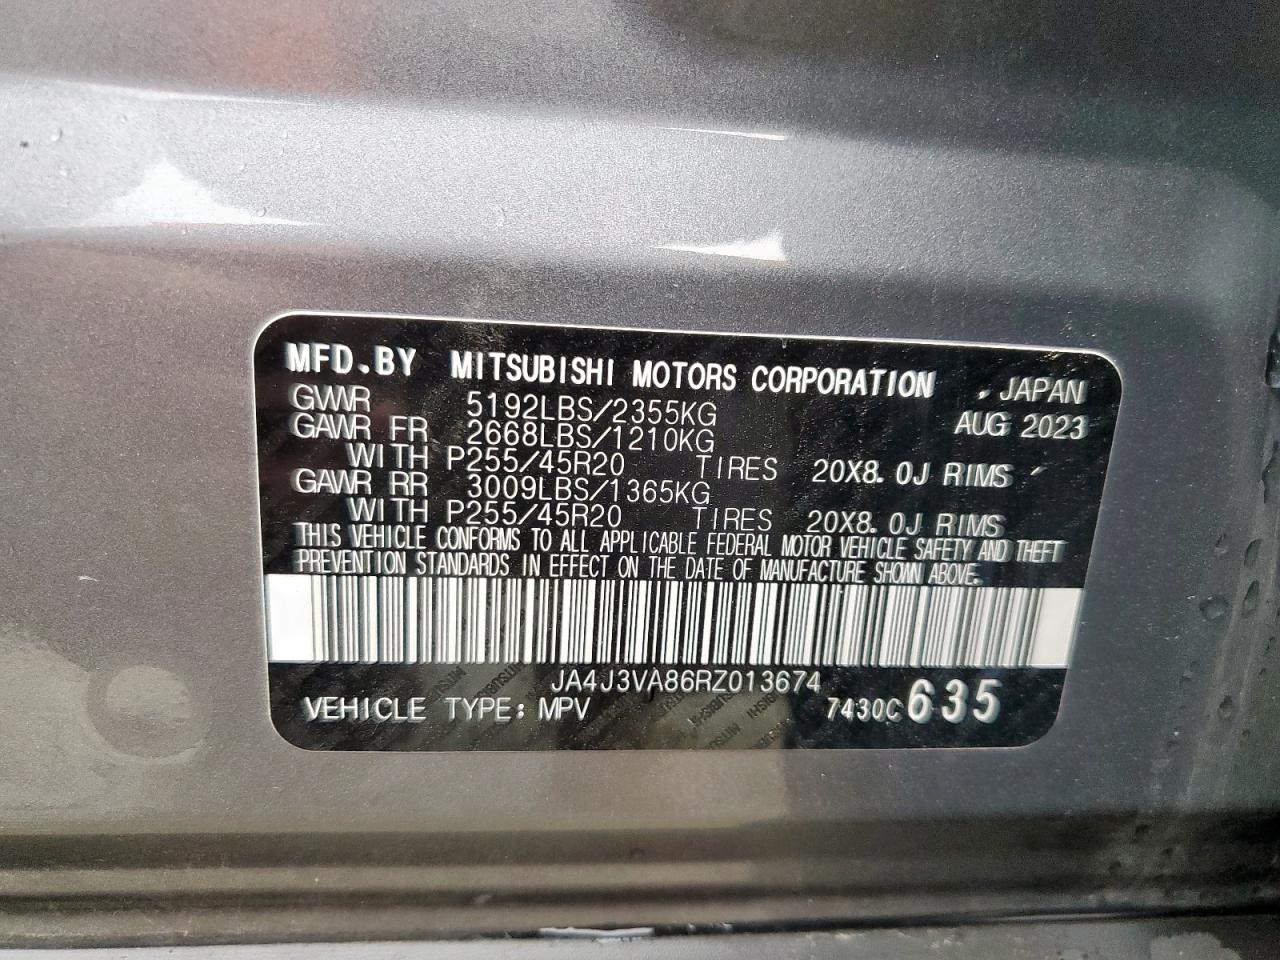 MFD.BY MITSUBISHI MOTORS CORPORATION , JAPAN
GVWR 5192LBS/2355KG AUG 2023
GAWR FR 2668LBS/1210KG
WITH P255/45R20 TIRES 20X8.0J RIMS
GAWR RR 3009LBS/1365KG
WITH P255/45R20 TIRES 20X8.0J RIMS
THIS VEHICLE CONFORMS TO ALL APPLICABLE FEDERAL MOTOR VEHICLE SAFETY AND THEFT
PREVENTION STANDARDS IN EFFECT ON THE DATE OF MANUFACTURE SHOWN ABOVE.
JA4J3VA86RZ013674
VEHICLE TYPE: MPV 7430C 635